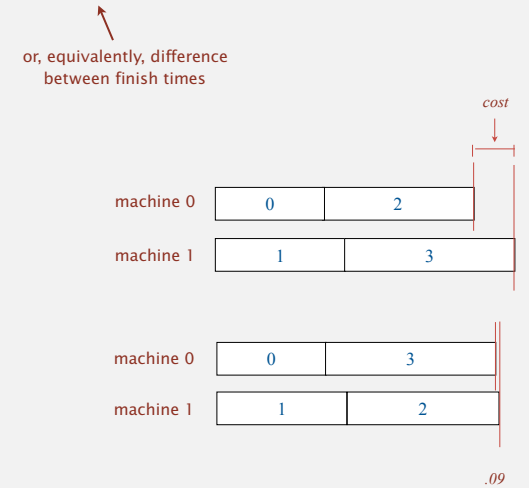 or, equivalently, difference
between finish times
cost
machine 0 0 2
machine 1 1 3
machine 0 0 3
machine 1 1 2
.09